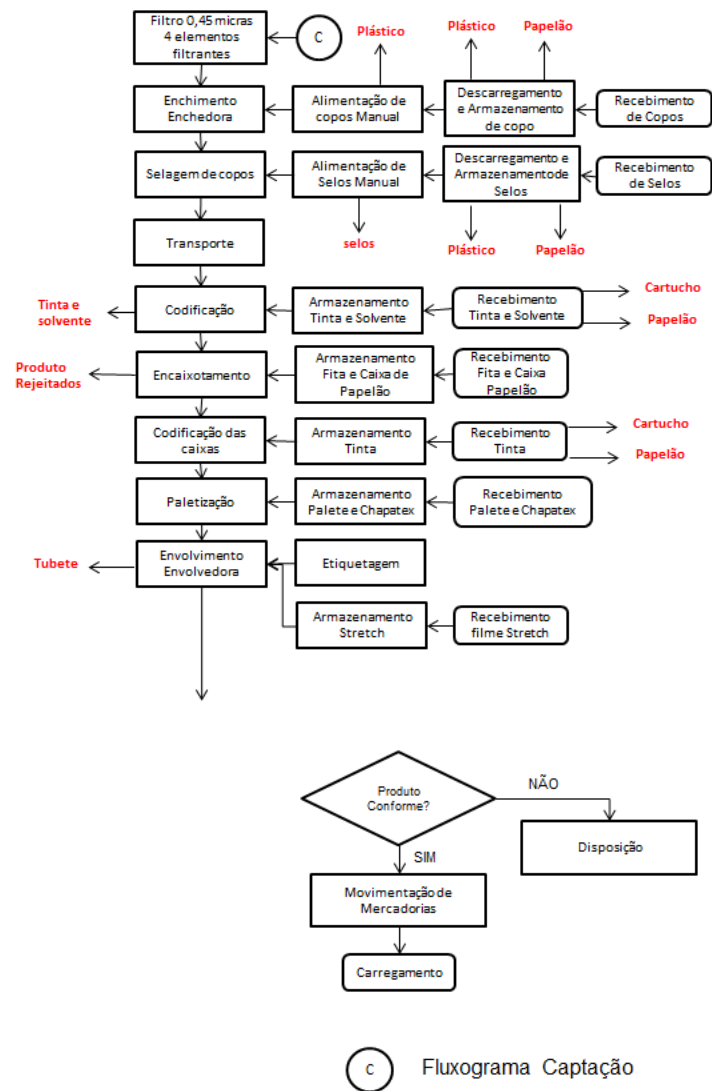 Filtro 0,45 micras
4 elementos
filtrantes
C
Plástico
Plástico
Papelão
Enchimento
Enchedora
Alimentação de
copos Manual
Descarregamento
e Armazenamento
de copo
Recebimento
de Copos
Selagem de copos
Alimentação de
Selos Manual
Descarregamento e
Armazenamento de
Selos
Recebimento
de Selos
Transporte
selos
Plástico
Papelão
Tinta e
solvente
Codificação
Armazenamento
Tinta e Solvente
Recebimento
Tinta e Solvente
Cartucho
Papelão
Produto
Rejeitados
Encaixotamento
Armazenamento
Fita e Caixa de
Papelão
Recebimento
Fita e Caixa
Papelão
Codificação das
caixas
Armazenamento
Tinta
Recebimento
Tinta
Cartucho
Papelão
Paletização
Armazenamento
Palete e Chapatex
Recebimento
Palete e Chapatex
Tubete
Envolvimento
Envolvedora
Etiquetagem
Armazenamento
Stretch
Recebimento
filme Stretch
Produto
Conforme?
NÃO
Disposição
SIM
Movimentação de
Mercadorias
Carregamento
C Fluxograma Captação